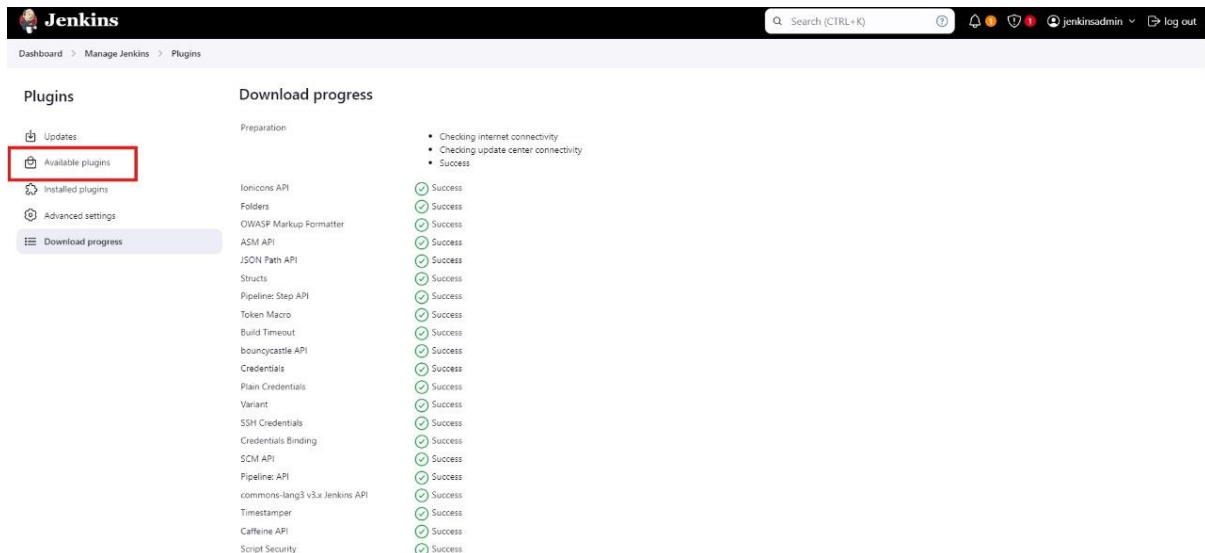 Jenkins
Search (CTRL+K)
1
1
jenkinsadmin
log out
Dashboard > Manage Jenkins > Plugins
Plugins
Updates
Available plugins
Installed plugins
Advanced settings
Download progress
Download progress
Preparation
• Checking internet connectivity
• Checking update center connectivity
• Success
Ionicons API Success
Folders Success
OWASP Markup Formatter Success
ASM API Success
JSON Path API Success
Structs Success
Pipeline: Step API Success
Token Macro Success
Build Timeout Success
bouncycastle API Success
Credentials Success
Plain Credentials Success
Variant Success
SSH Credentials Success
Credentials Binding Success
SCM API Success
Pipeline: API Success
commons-lang3 v3.x Jenkins API Success
Timestamper Success
Caffeine API Success
Script Security Success